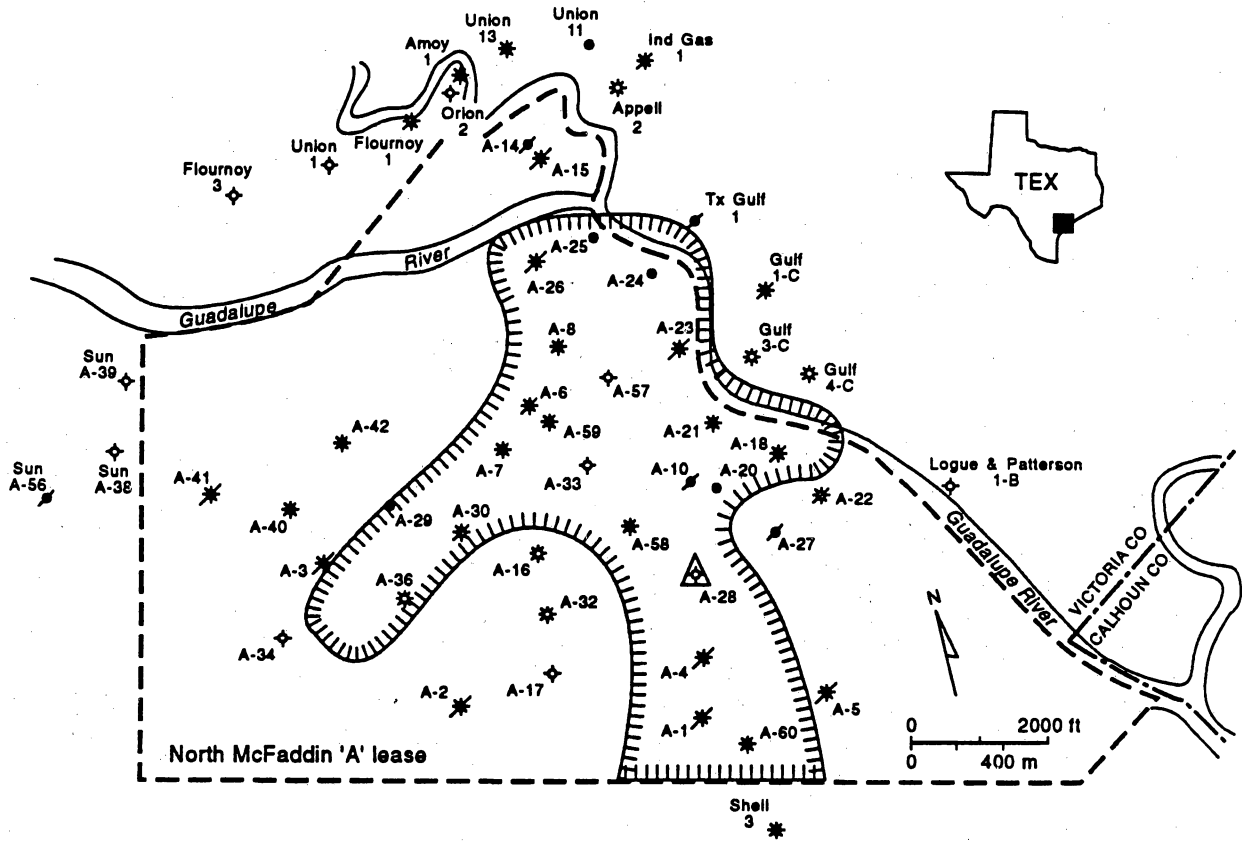 Union
11
Union
13
Ind Gas
1
Amoy
1
Orion
2
Appell
2
Flournoy
1
Union
1
Flournoy
3
A-14
A-15
TEX
Tx Gulf
1
River
Guadalupe
A-25
A-24
A-26
Gulf
1-C
A-8
A-23
Gulf
3-C
Gulf
4-C
Sun
A-39
A-57
A-6
A-59
A-21
A-18
A-42
A-7
A-33
A-10
A-20
Logue & Patterson
1-B
Sun
A-56
Sun
A-38
A-41
A-40
A-29
A-30
A-58
A-22
A-27
Guadalupe River
VICTORIA CO
CALHOUN CO
A-3
A-36
A-16
A-28
A-32
N
A-34
A-17
A-4
A-2
A-5
A-1
A-60
0 2000 ft
0 400 m
North McFaddin 'A' lease
Shell
3